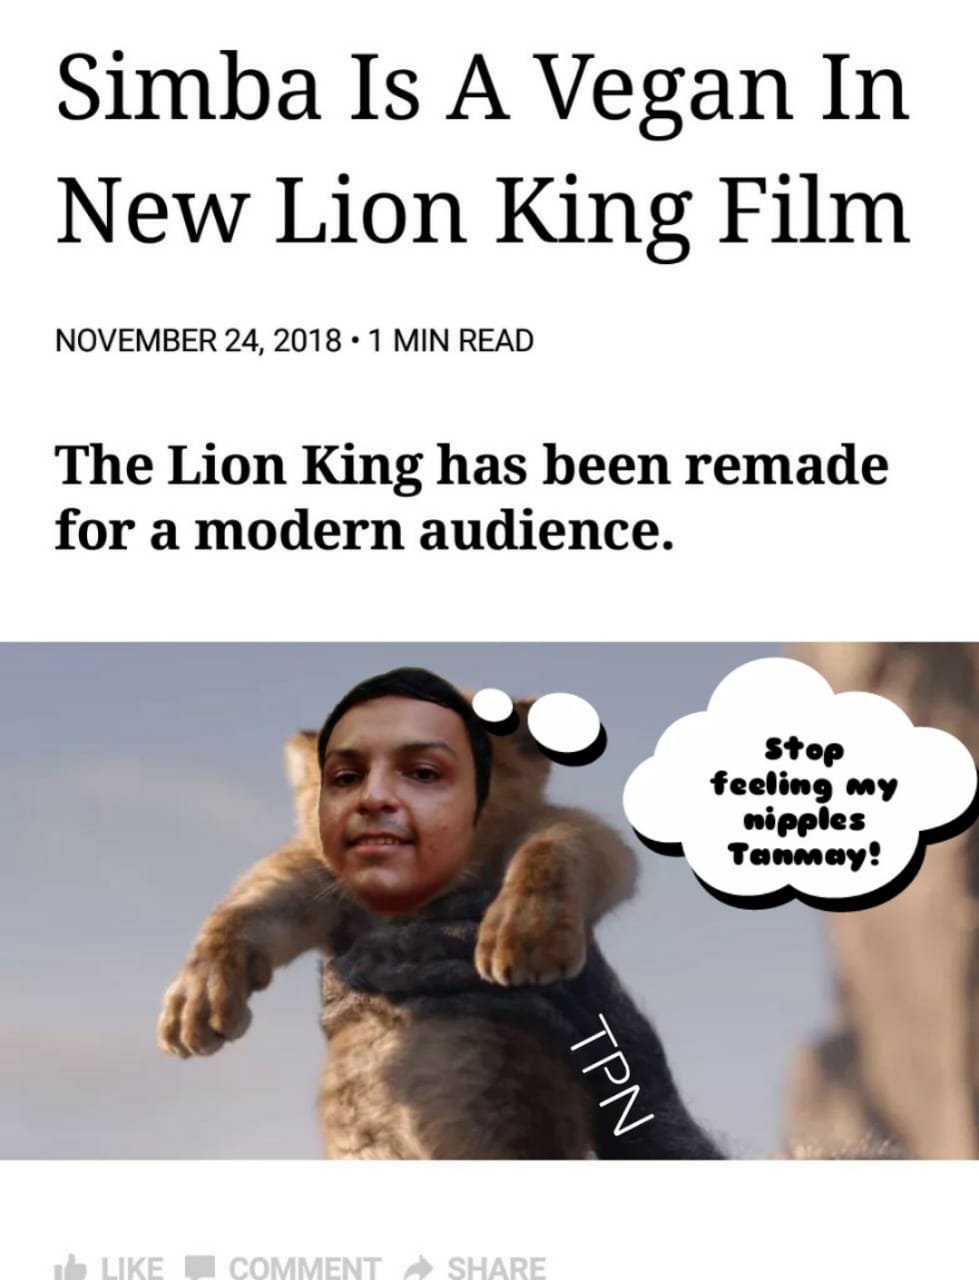 Simba Is A Vegan In
New Lion King Film
NOVEMBER 24, 2018 • 1 MIN READ
The Lion King has been remade
for a modern audience.
Stop
feeling my
nipples
Tanmay!
TPN
LIKE COMMENT SHARE